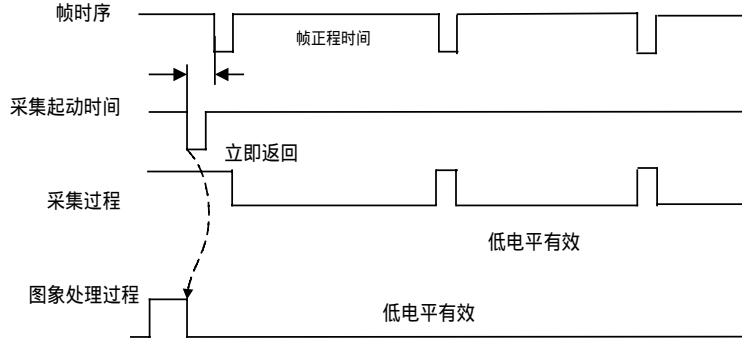 帧时序
帧正程时间
采集起动时间
立即返回
采集过程
低电平有效
图象处理过程
低电平有效